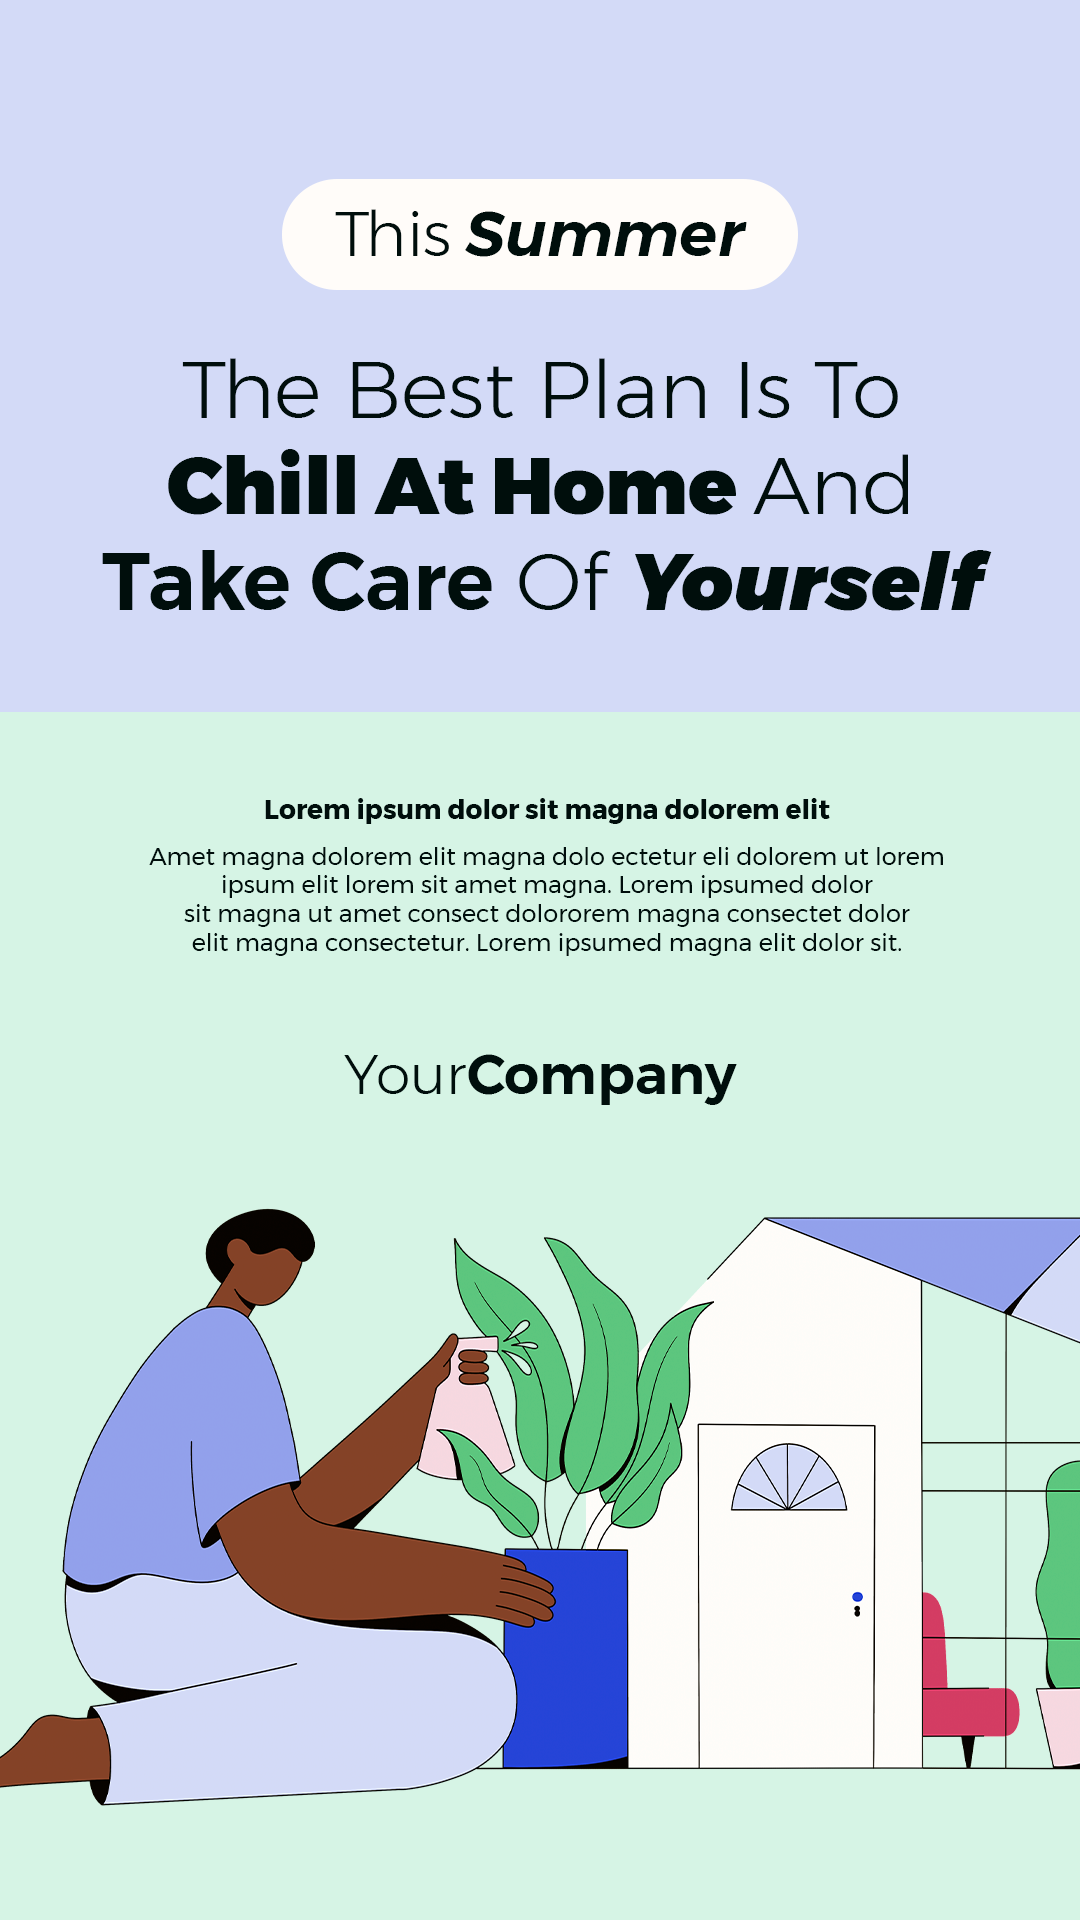 This Summer
The Best Plan Is To
Chill At Home And
Take Care Of Yourself
Lorem ipsum dolor sit magna dolorem elit
Amet magna dolorem elit magna dolo ectetur eli dolorem ut lorem
ipsum elit lorem sit amet magna. Lorem ipsumed dolor
sit magna ut amet consect dolororem magna consectet dolor
elit magna consectetur. Lorem ipsumed magna elit dolor sit.
YourCompany